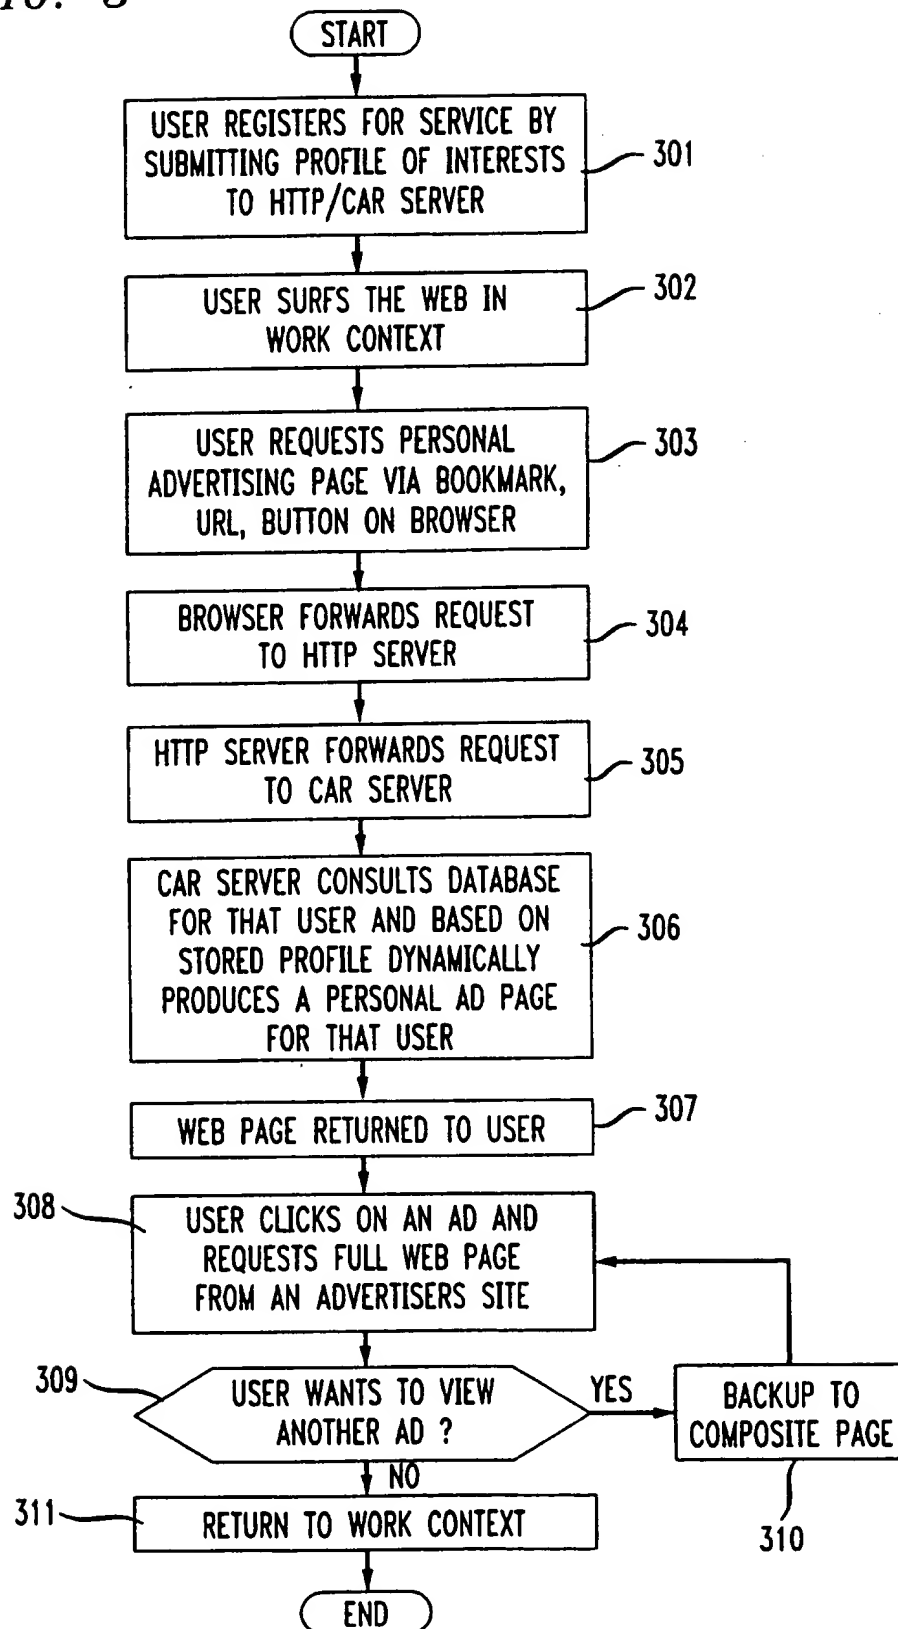 START
USER REGISTERS FOR SERVICE BY
SUBMITTING PROFILE OF INTERESTS
TO HTTP/CAR SERVER
301
USER SURFS THE WEB IN
WORK CONTEXT
302
USER REQUESTS PERSONAL
ADVERTISING PAGE VIA BOOKMARK,
URL, BUTTON ON BROWSER
303
BROWSER FORWARDS REQUEST
TO HTTP SERVER
304
HTTP SERVER FORWARDS REQUEST
TO CAR SERVER
305
CAR SERVER CONSULTS DATABASE
FOR THAT USER AND BASED ON
STORED PROFILE DYNAMICALLY
PRODUCES A PERSONAL AD PAGE
FOR THAT USER
306
WEB PAGE RETURNED TO USER
307
308
USER CLICKS ON AN AD AND
REQUESTS FULL WEB PAGE
FROM AN ADVERTISERS SITE
309
USER WANTS TO VIEW
ANOTHER AD ?
YES
BACKUP TO
COMPOSITE PAGE
310
NO
311
RETURN TO WORK CONTEXT
END